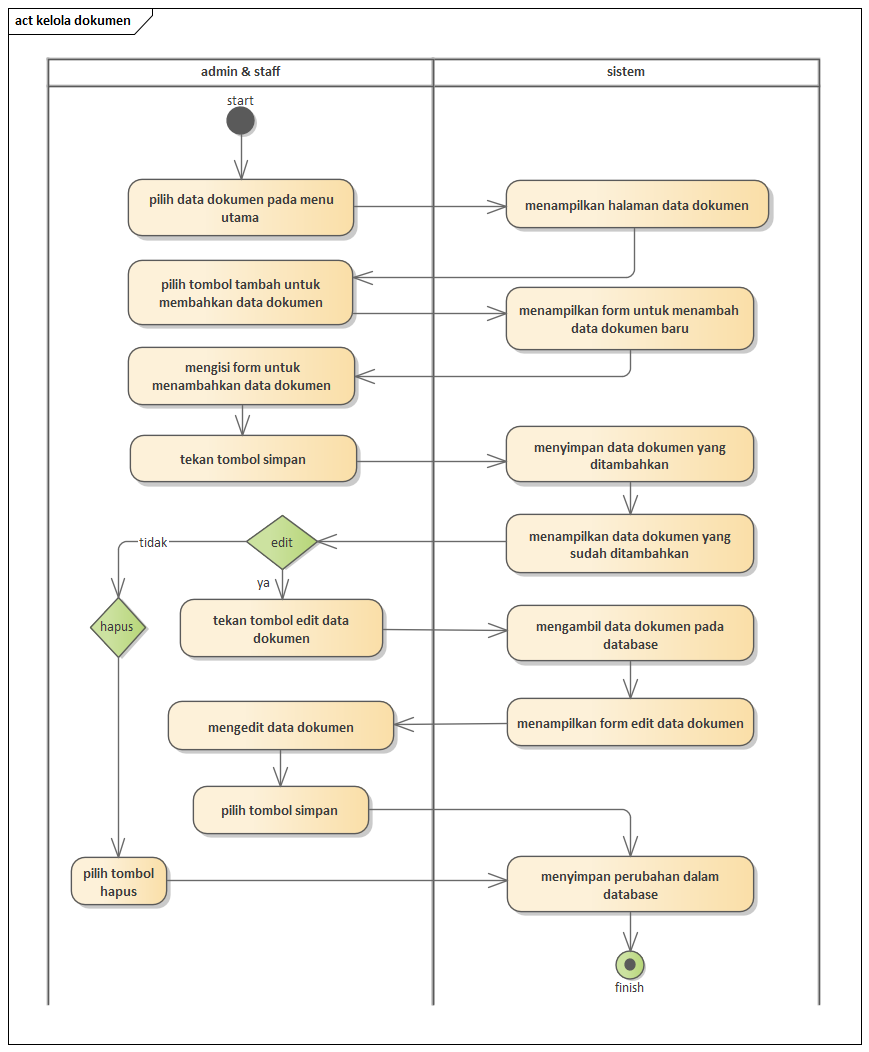 act kelola dokumen
admin & staff
sistem
start
pilih data dokumen pada menu
utama
menampilkan halaman data dokumen
pilih tombol tambah untuk
membahkan data dokumen
menampilkan form untuk menambah
data dokumen baru
mengisi form untuk
menambahkan data dokumen
tekan tombol simpan
menyimpan data dokumen yang
ditambahkan
menampilkan data dokumen yang
sudah ditambahkan
edit
tidak
ya
hapus
tekan tombol edit data
dokumen
mengambil data dokumen pada
database
menampilkan form edit data dokumen
mengedit data dokumen
pilih tombol simpan
pilih tombol
hapus
menyimpan perubahan dalam
database
finish